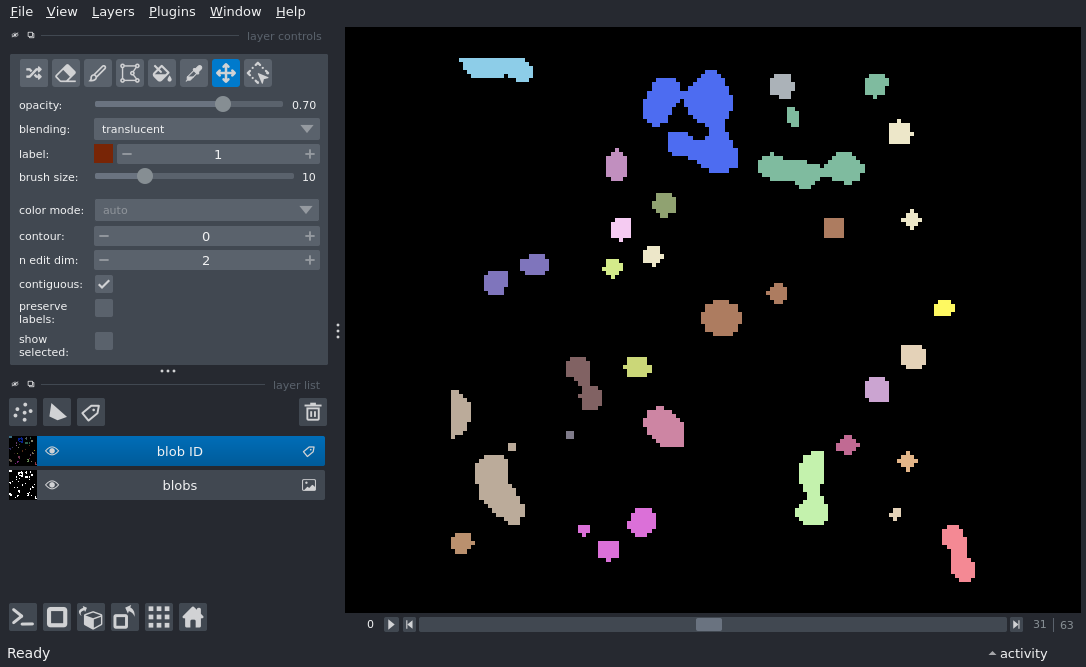 File View Layers Plugins Window Help
layer controls
opacity: 0.70
blending: translucent
label: 1
brush size: 10
color mode: auto
contour: 0
n edit dim: 2
contiguous:
preserve
labels:
show
selected:
layer list
blob ID
blobs
0 31 | 63
Ready activity